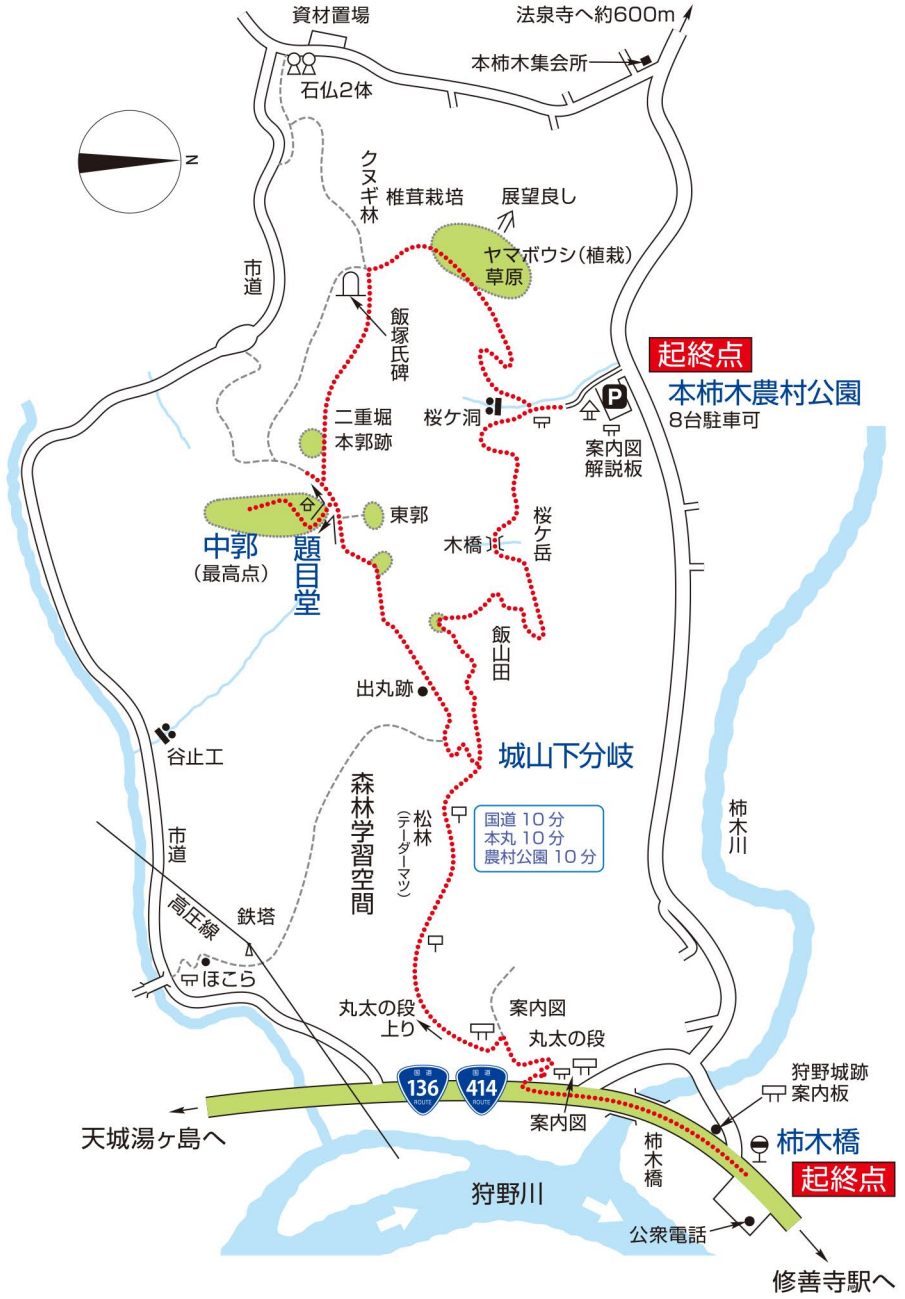 資材置場
法泉寺へ約600m
本柿木集会所
石仏2体
N
クヌギ林
椎茸栽培
展望良し
ヤマボウシ(植栽)
草原
市道
飯塚氏碑
起終点
本柿木農村公園
8台駐車可
P
案内図
解説板
桜ケ洞
二重堀
本郭跡
東郭
中郭
(最高点)
題目堂
木橋
桜ケ岳
飯山田
出丸跡
城山下分岐
谷止工
森林学習空間
松林
(テーダーマツ)
国道 10分
本丸 10分
農村公園 10分
柿木川
市道
高圧線
鉄塔
ほこら
丸太の段
上り
案内図
丸太の段
国道
136
ROUTE
国道
414
ROUTE
案内図
狩野城跡
案内板
天城湯ヶ島へ
柿木橋
柿木橋
起終点
狩野川
公衆電話
修善寺駅へ